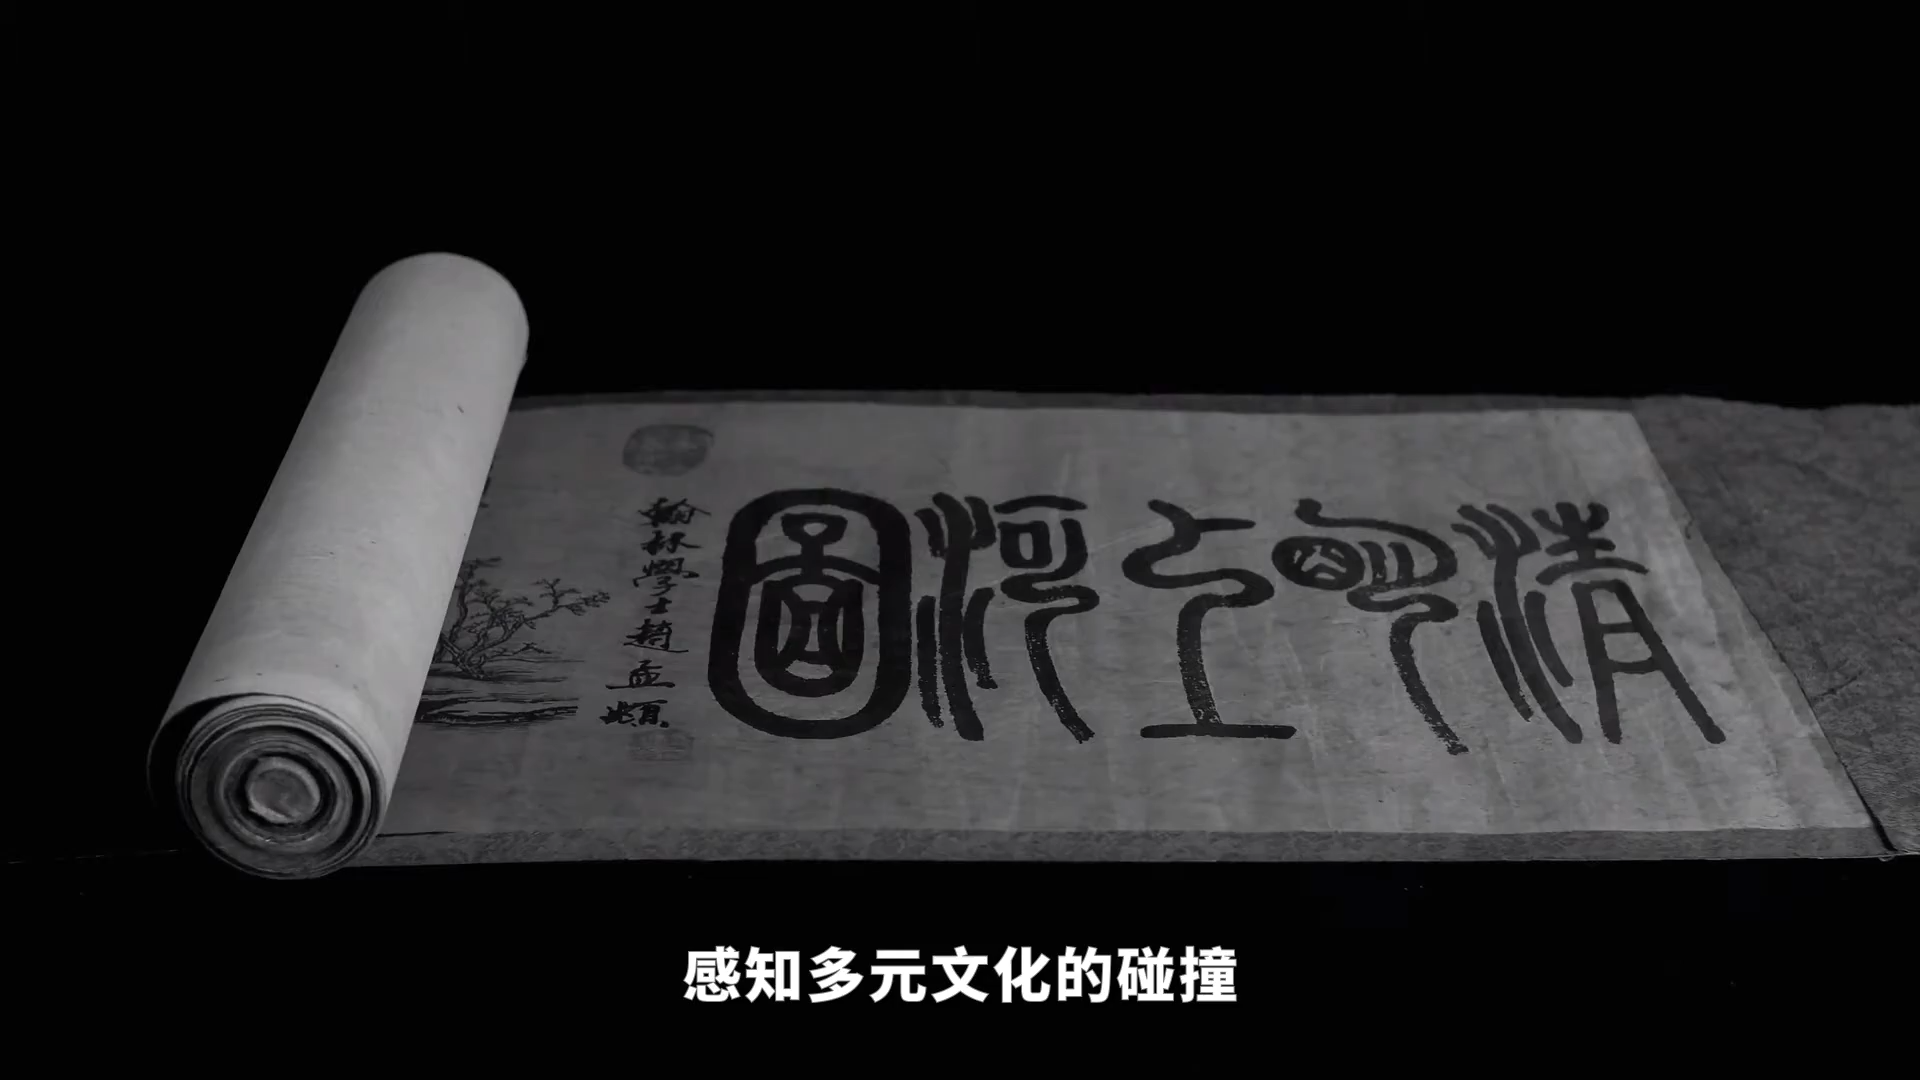 清明上河圖
翰林學士趙孟頫
感知多元文化的碰撞